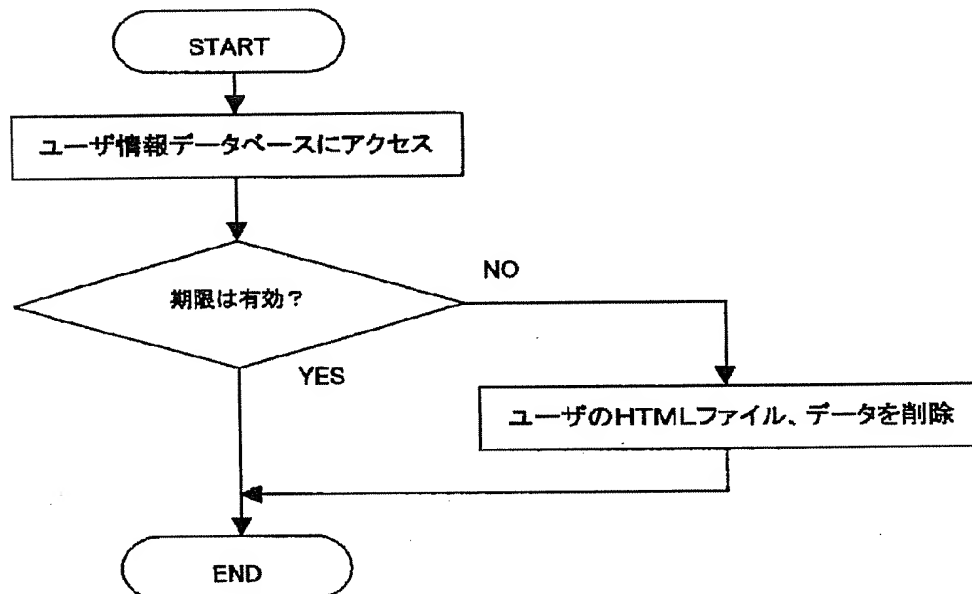 START
ユーザ情報データベースにアクセス
期限は有効?
NO
YES
ユーザのHTMLファイル、データを削除
END